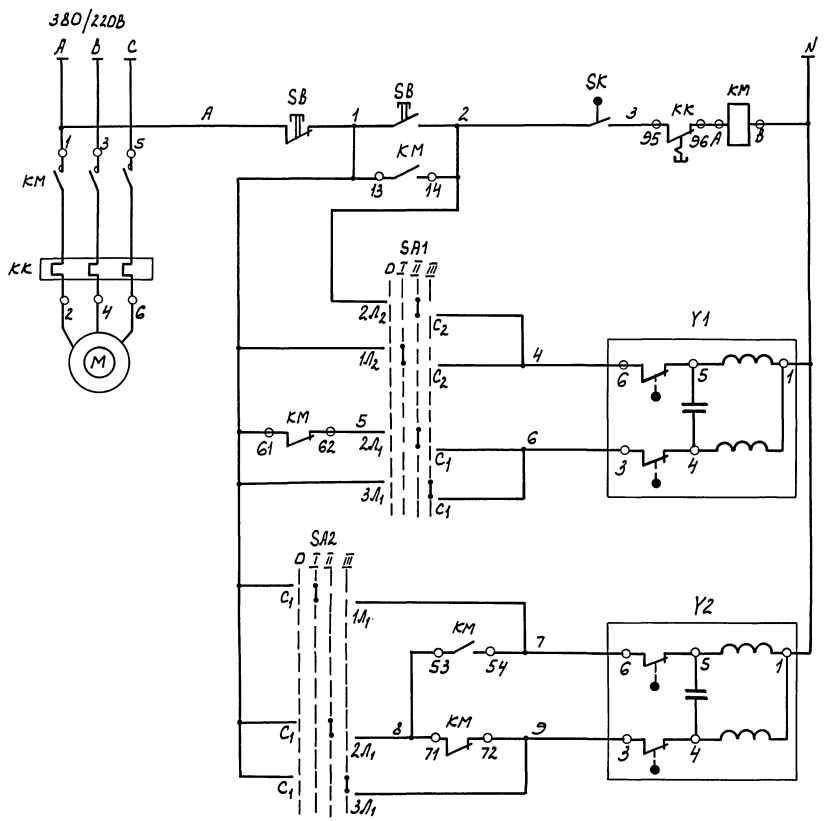 380/220В
A B C N
A SB 1 SB 2 SK 3 KK KM
95 96 A B
1 3 5
KM
KM
13 14
KK
2 4 6
M
SA1
0 I II III
2Л2 C2
1Л2 C2
4
KM
61 62 5 2Л1 C1
6
3Л1 C1
Y1
6 5 1
3 4
SA2
0 I II III
C1 1Л1
KM
53 54 7
C1 2Л1 8
KM
71 72 9
C1 3Л1
Y2
6 5 1
3 4